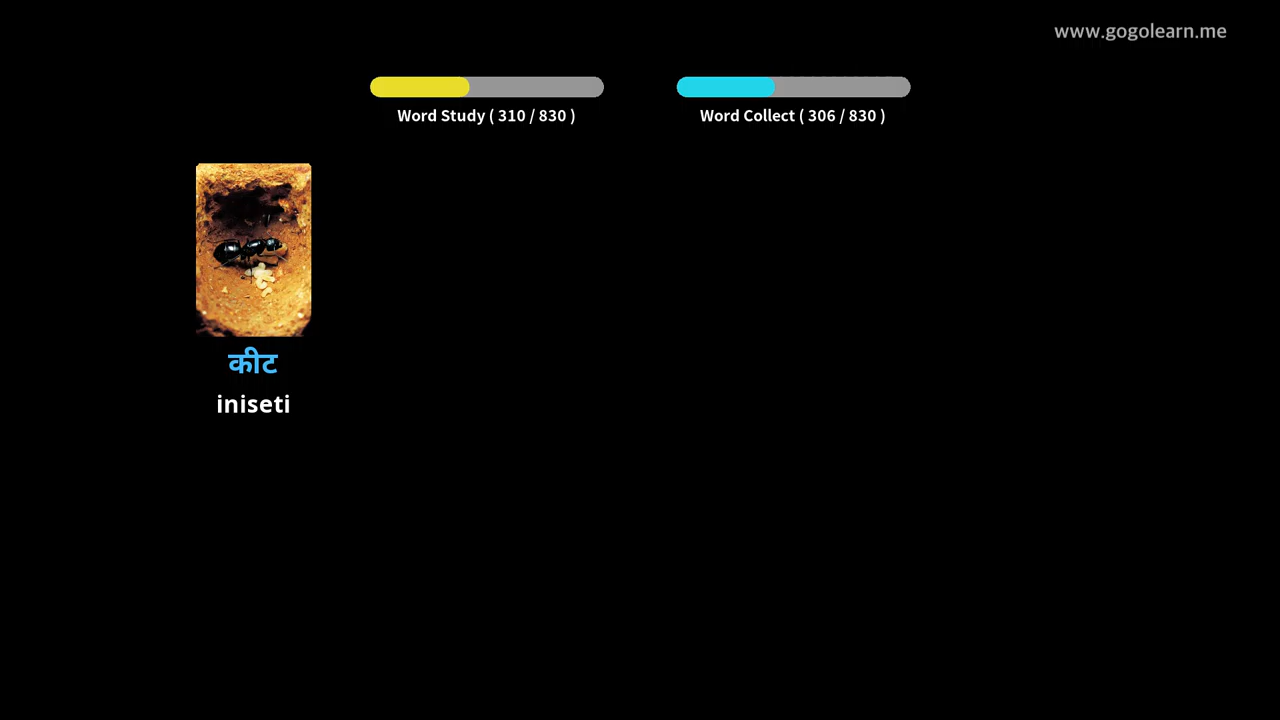 www.gogolearn.me
Word Study ( 310 / 830 )
Word Collect ( 306 / 830 )
कीट
iniseti